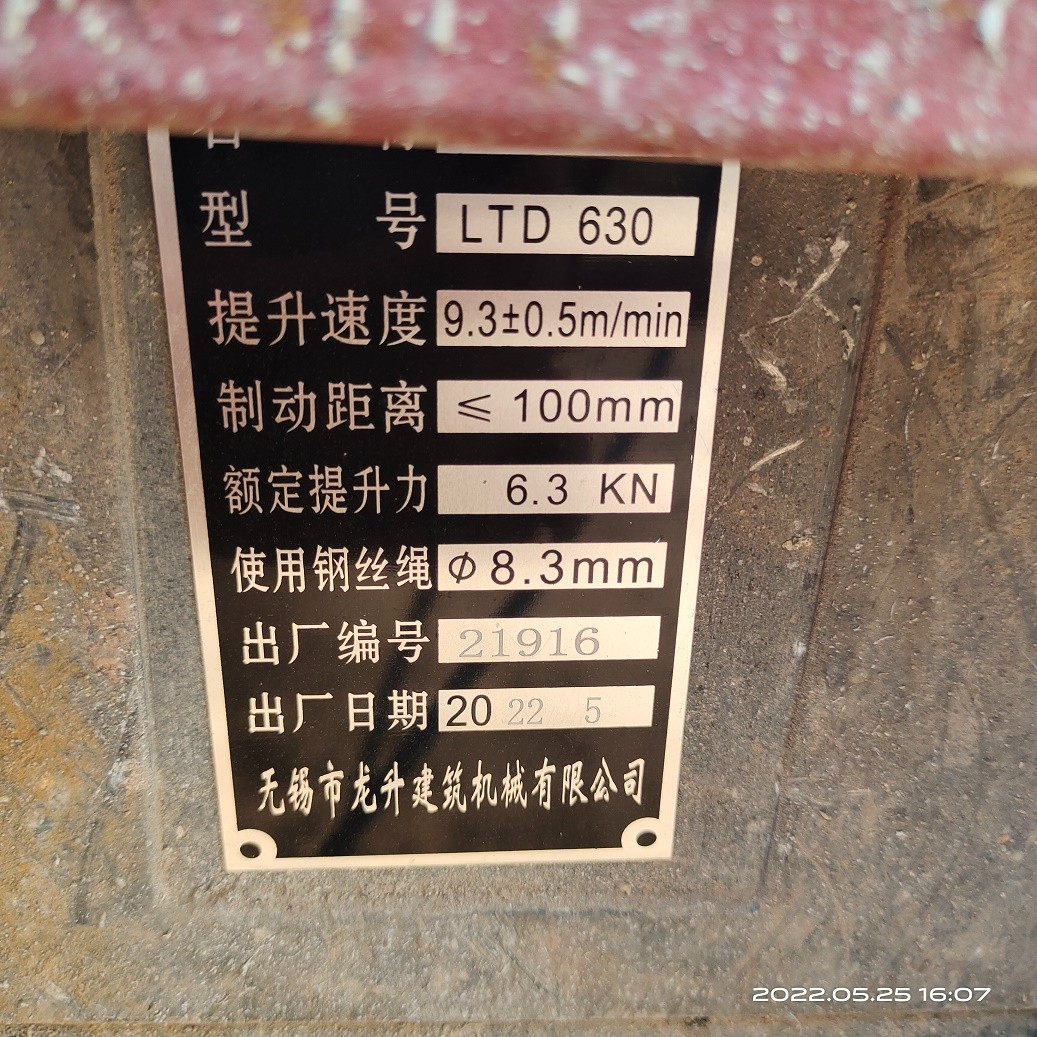 型号 LTD 630
提升速度 9.3±0.5m/min
制动距离 ≤ 100mm
额定提升力 6.3 KN
使用钢丝绳 Φ8.3mm
出厂编号 21916
出厂日期 2022 5
无锡市龙升建筑机械有限公司
2022.05.25 16:07